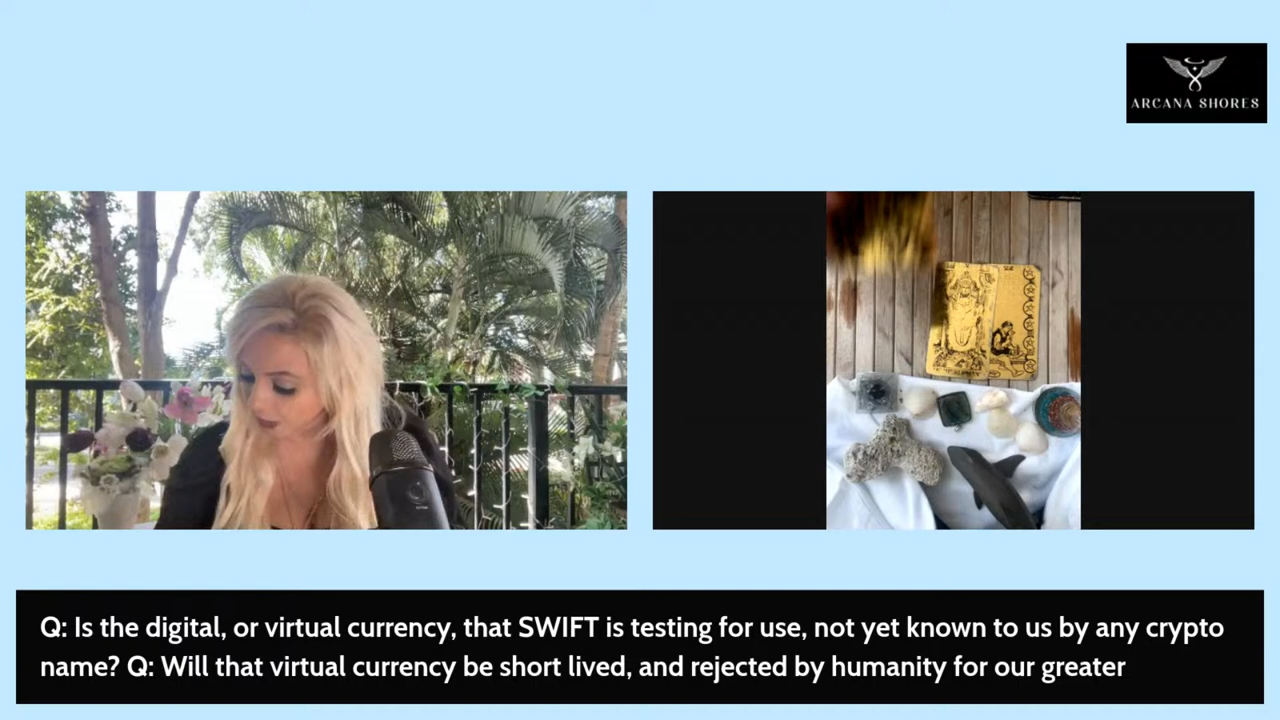 ARCANA SHORES
Q: Is the digital, or virtual currency, that SWIFT is testing for use, not yet known to us by any crypto
name? Q: Will that virtual currency be short lived, and rejected by humanity for our greater